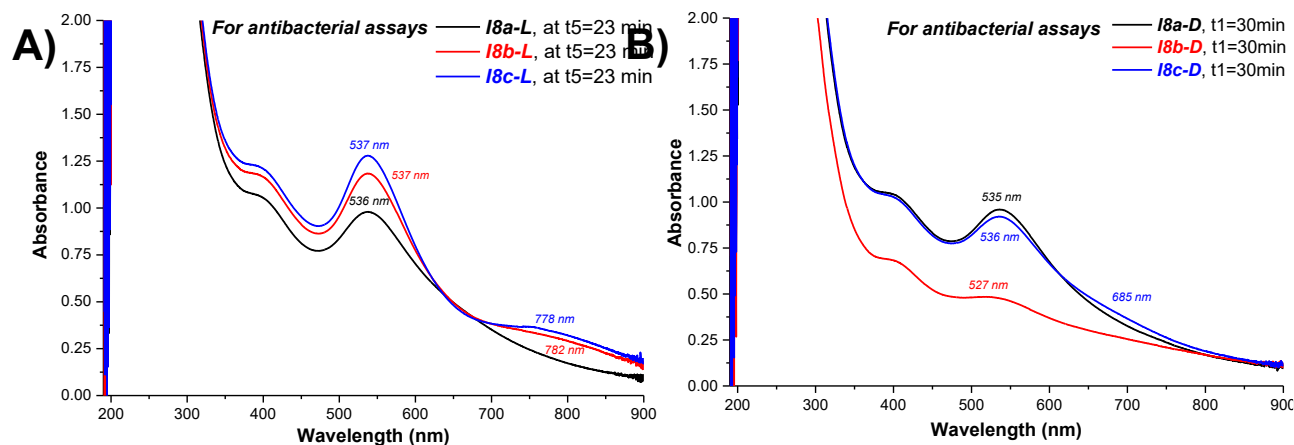 A)
For antibacterial assays
I8a-L, at t5=23 min
I8b-L, at t5=23 min
I8c-L, at t5=23 min
2.00
1.75
1.50
1.25
1.00
0.75
0.50
0.25
0.00
Absorbance
537 nm
537 nm
536 nm
778 nm
782 nm
200
300
400
500
600
700
800
900
Wavelength (nm)
B)
For antibacterial assays
I8a-D, t1=30min
I8b-D, t1=30min
I8c-D, t1=30min
2.00
1.75
1.50
1.25
1.00
0.75
0.50
0.25
0.00
Absorbance
535 nm
536 nm
527 nm
685 nm
200
300
400
500
600
700
800
900
Wavelength (nm)